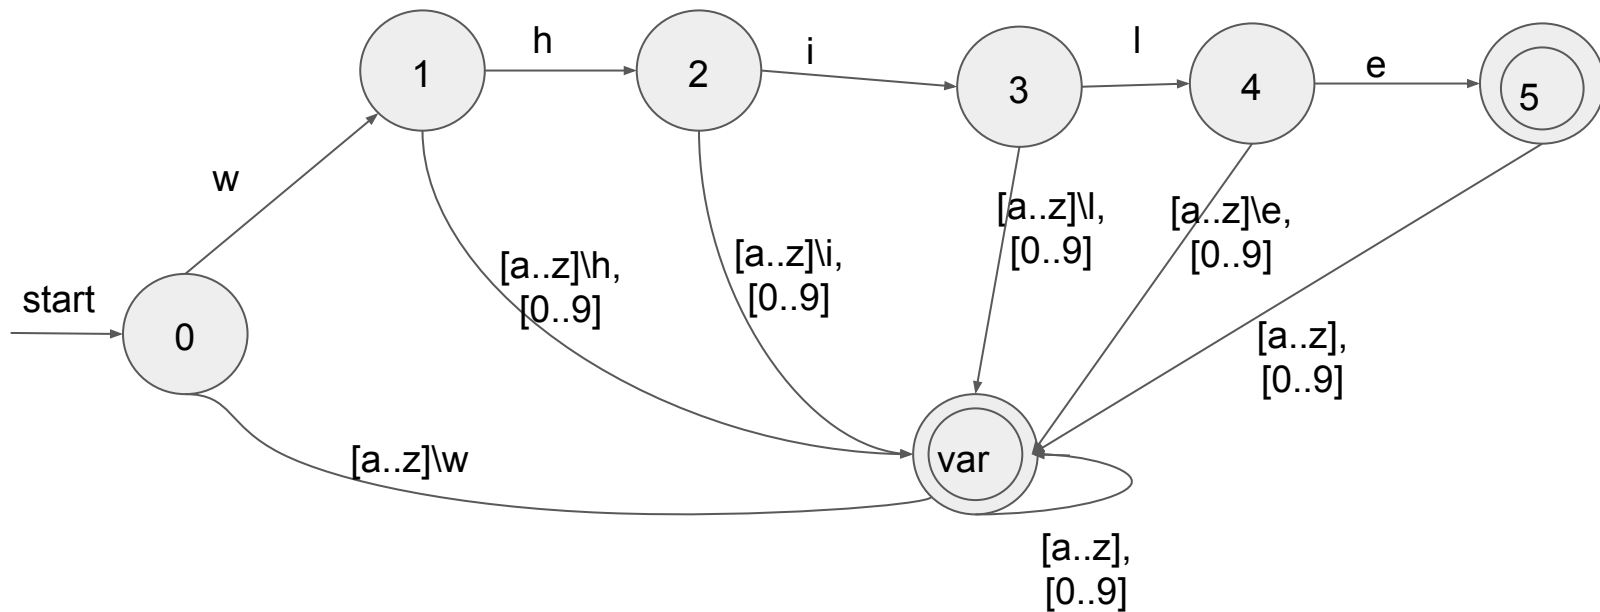 h
i
l
e
1
2
3
4
5
w
[a..z]\l,
[0..9]
[a..z]\e,
[0..9]
[a..z]\h,
[0..9]
[a..z]\i,
[0..9]
start
0
[a..z],
[0..9]
[a..z]\w
var
[a..z],
[0..9]